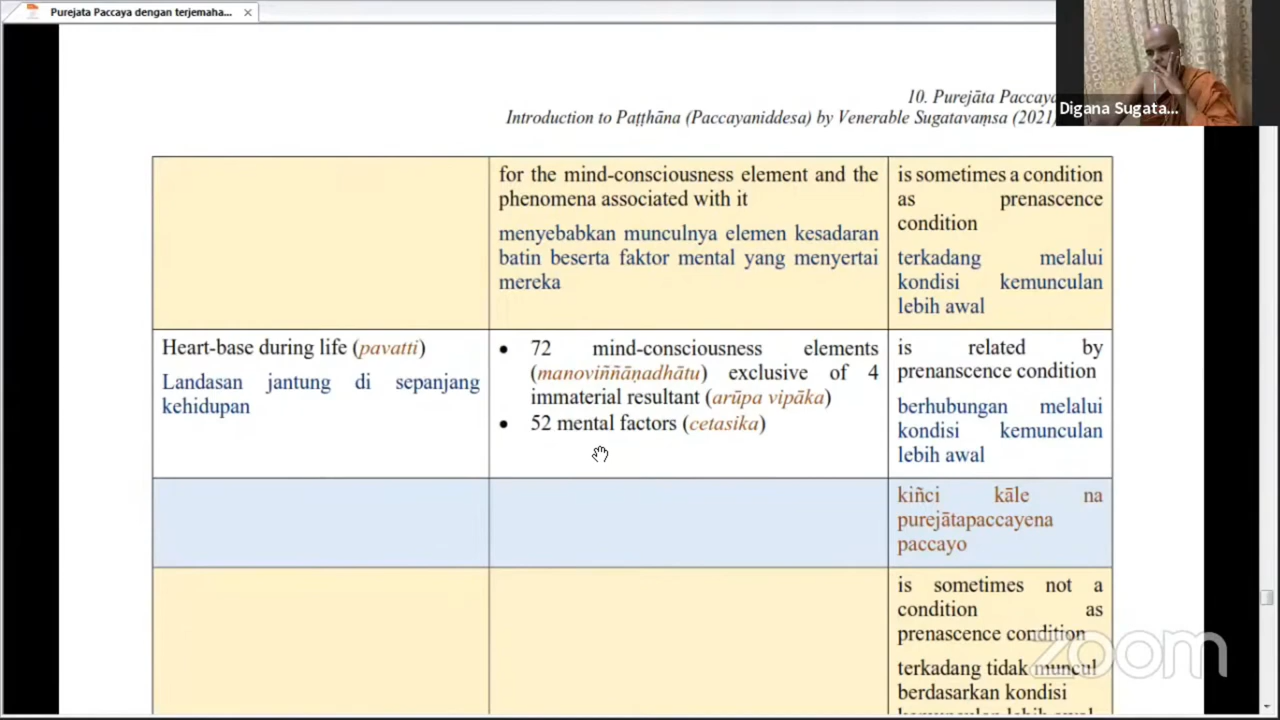 Purejata Paccaya dengan terjemaha...
10. Purejāta Paccaya
Introduction to Paṭṭhāna (Paccayaniddesa) by Venerable Sugatavaṃsa (2021)
Digana Sugata...
for the mind-consciousness element and the
phenomena associated with it
menyebabkan munculnya elemen kesadaran
batin beserta faktor mental yang menyertai
mereka
is sometimes a condition
as prenascence
condition
terkadang melalui
kondisi kemunculan
lebih awal
Heart-base during life (pavatti)
Landasan jantung di sepanjang
kehidupan
• 72 mind-consciousness elements
(manoviññāṇadhātu) exclusive of 4
immaterial resultant (arūpa vipāka)
• 52 mental factors (cetasika)
is related by
prenanscence condition
berhubungan melalui
kondisi kemunculan
lebih awal
kiñci kāle na
purejātapaccayena
paccayo
is sometimes not a
condition as
prenascence condition
terkadang tidak muncul
berdasarkan kondisi
kemunculan lebih awal
zoom